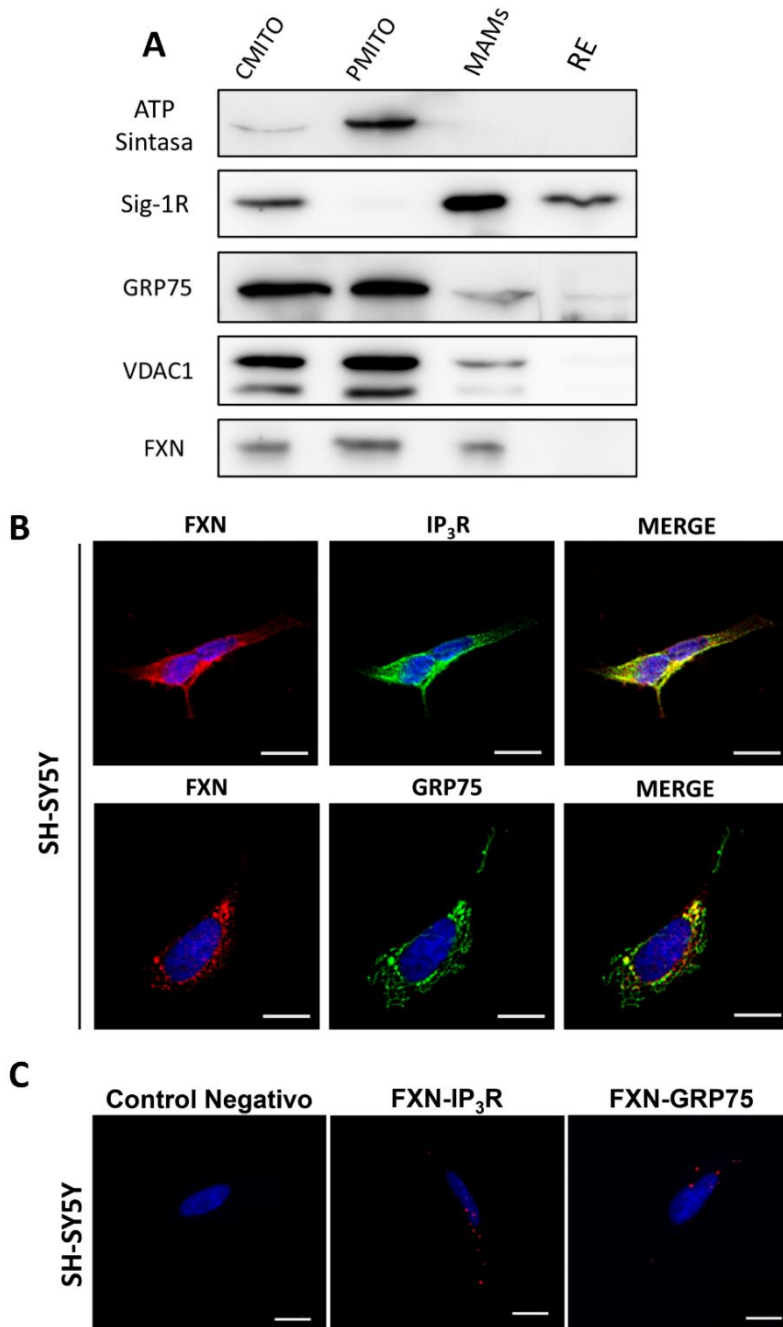 A
CMITO PMITO MAMs RE
ATP
Sintasa
Sig-1R
GRP75
VDAC1
FXN
B
FXN IP₃R MERGE
FXN GRP75 MERGE
SH-SY5Y
C
Control Negativo FXN-IP₃R FXN-GRP75
SH-SY5Y